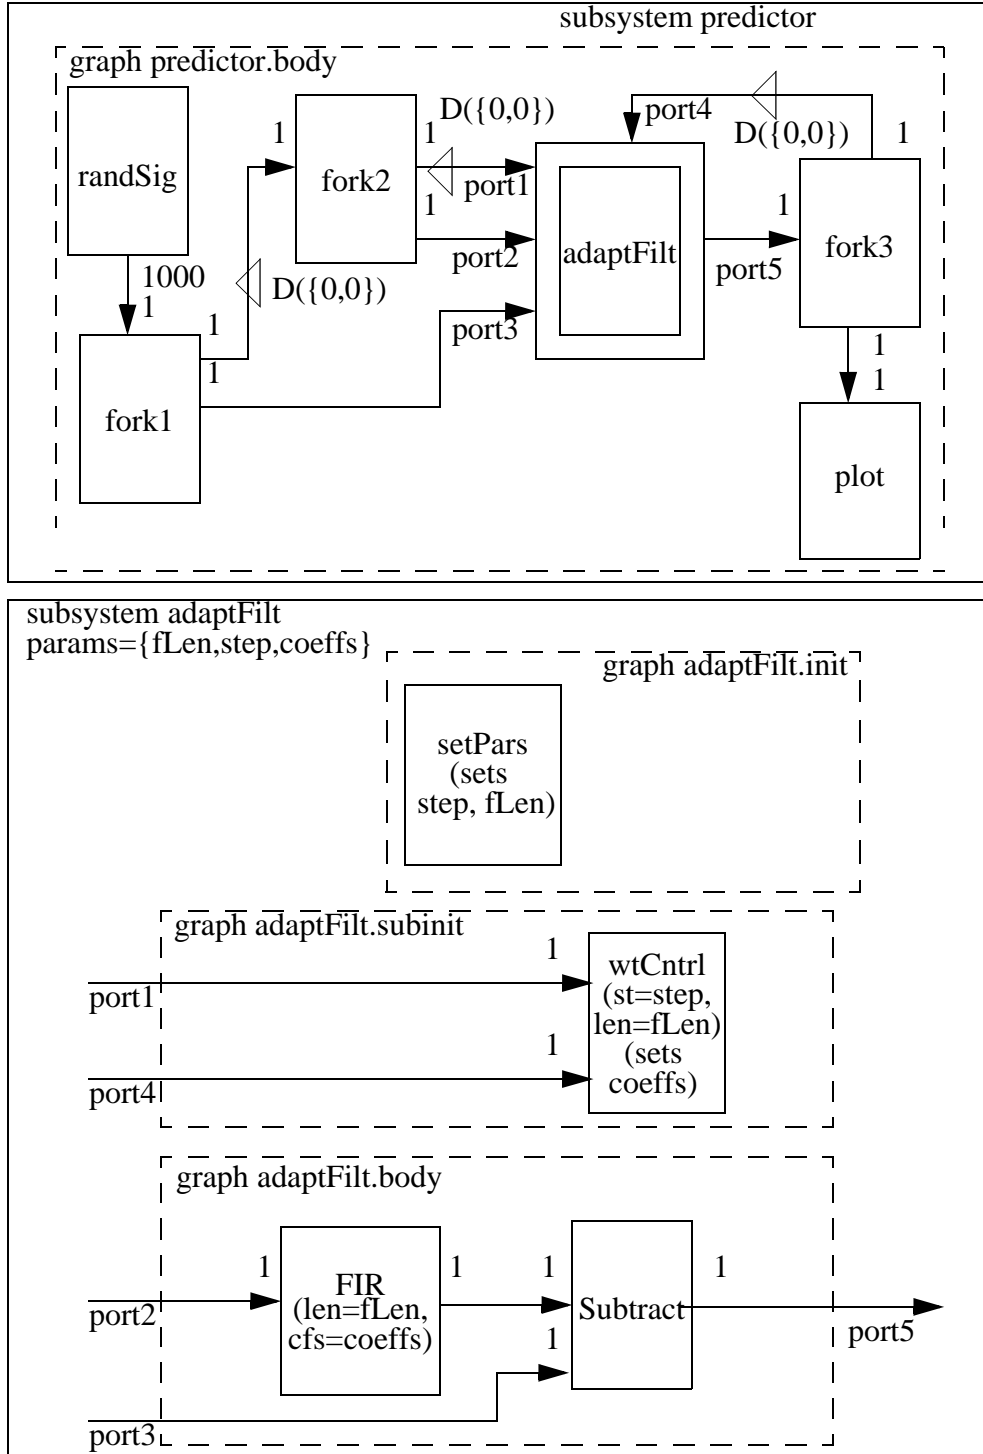 subsystem predictor
graph predictor.body
randSig
1000
1
fork1
1
1
D({0,0})
1
fork2
1
D({0,0})
port1
1
port2
port3
port4
D({0,0})
1
adaptFilt
port5
1
fork3
1
1
plot
subsystem adaptFilt
params={fLen,step,coeffs}
graph adaptFilt.init
setPars
(sets
step, fLen)
graph adaptFilt.subinit
port1
1
port4
1
wtCntrl
(st=step,
len=fLen)
(sets
coeffs)
graph adaptFilt.body
port2
1
FIR
(len=fLen,
cfs=coeffs)
1
1
1
Subtract
1
port5
port3